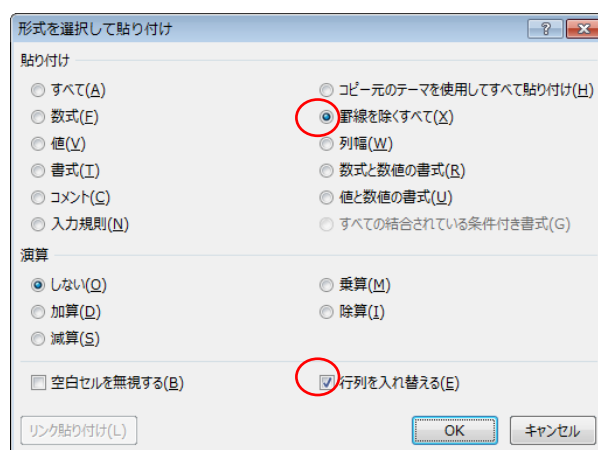 形式を選択して貼り付け
貼り付け
すべて(A)
コピー元のテーマを使用してすべて貼り付け(H)
数式(F)
罫線を除くすべて(X)
値(V)
列幅(W)
書式(T)
数式と数値の書式(R)
コメント(C)
値と数値の書式(U)
入力規則(N)
すべての結合されている条件付き書式(G)
演算
しない(O)
乗算(M)
加算(D)
除算(I)
減算(S)
空白セルを無視する(B)
行列を入れ替える(E)
リンク貼り付け(L)
OK
キャンセル